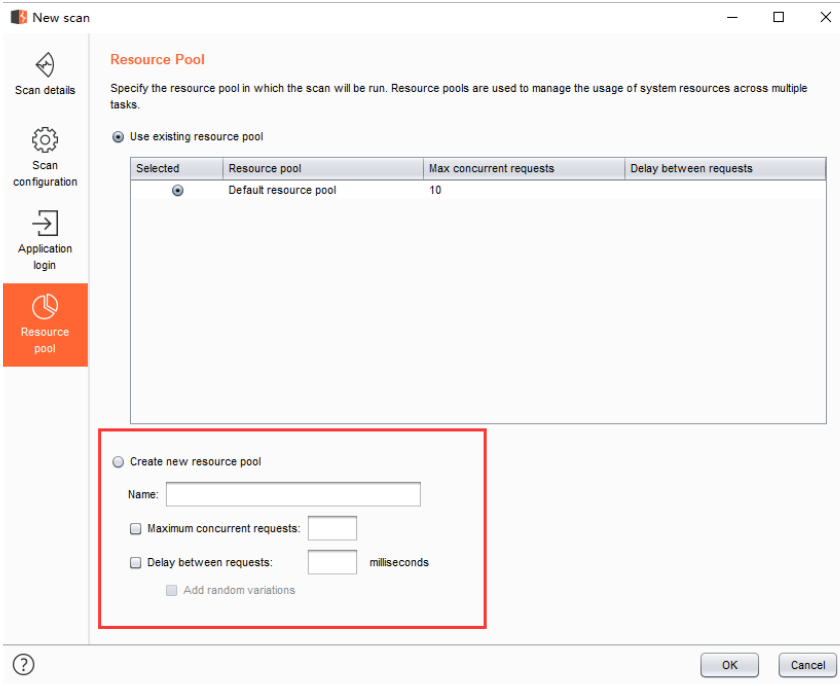 New scan
Scan details
Scan
configuration
Application
login
Resource
pool
Resource Pool
Specify the resource pool in which the scan will be run. Resource pools are used to manage the usage of system resources across multiple
tasks.
Use existing resource pool
Selected Resource pool Max concurrent requests Delay between requests
Default resource pool 10
Create new resource pool
Name:
Maximum concurrent requests:
Delay between requests: milliseconds
Add random variations
?
OK Cancel